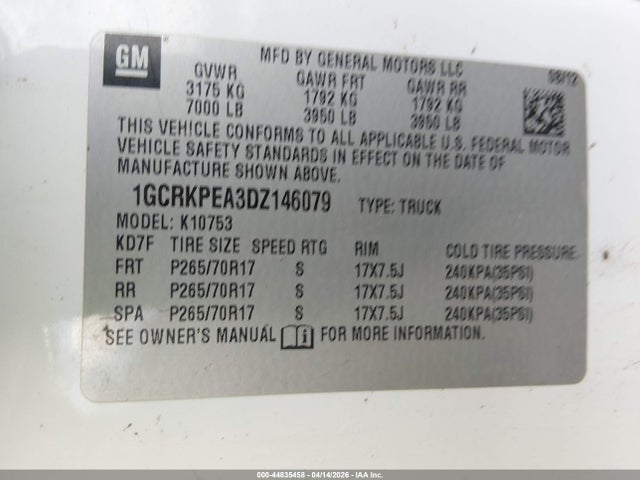 GM
MFD BY GENERAL MOTORS LLC
08/12
GVWR GAWR FRT GAWR RR
3175 KG 1792 KG 1792 KG
7000 LB 3950 LB 3950 LB
THIS VEHICLE CONFORMS TO ALL APPLICABLE U.S. FEDERAL MOTOR
VEHICLE SAFETY STANDARDS IN EFFECT ON THE DATE OF
MANUFACTURE SHOWN ABOVE.
1GCRKPEA3DZ146079 TYPE: TRUCK
MODEL: K10753
KD7F TIRE SIZE SPEED RTG RIM COLD TIRE PRESSURE
FRT P265/70R17 S 17X7.5J 240KPA(35PSI)
RR P265/70R17 S 17X7.5J 240KPA(35PSI)
SPA P265/70R17 S 17X7.5J 240KPA(35PSI)
SEE OWNER'S MANUAL FOR MORE INFORMATION.
000-44835458 - 04/14/2026 - IAA Inc.